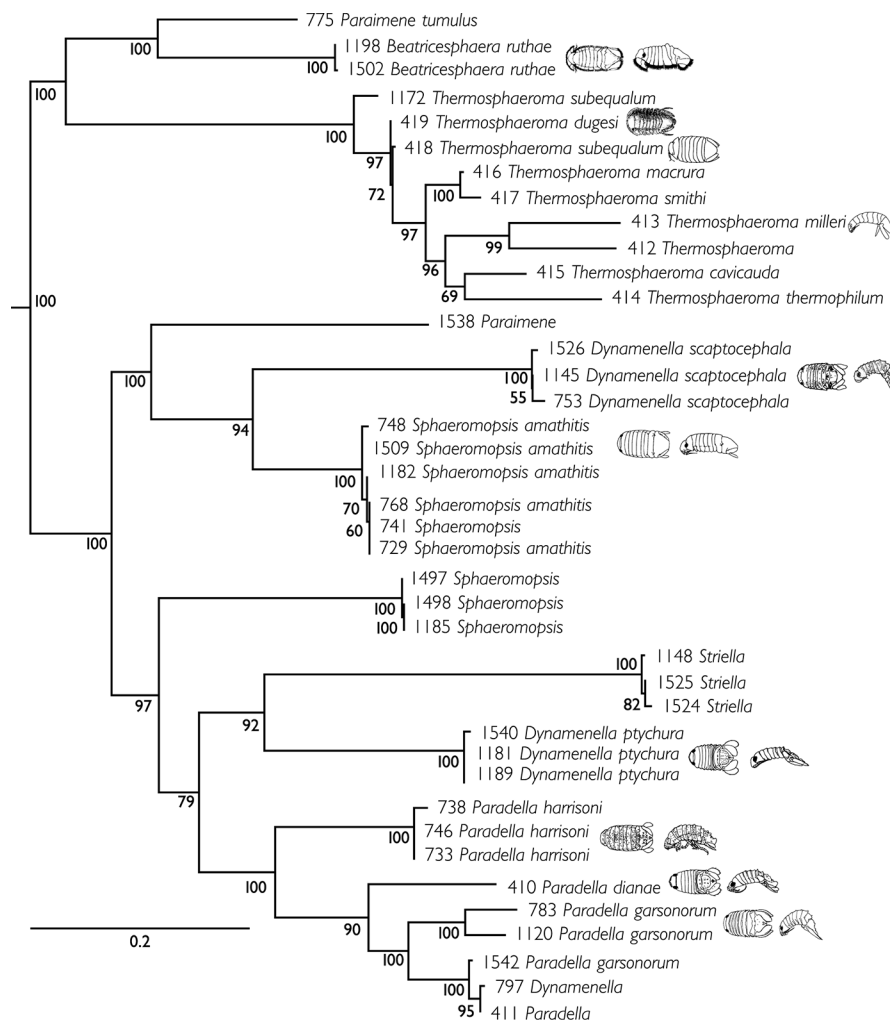 775 Paraimene tumulus
100
1198 Beatricesphaera ruthae
100
1502 Beatricesphaera ruthae
100
1172 Thermosphaeroma subequalum
419 Thermosphaeroma dugesi
100
418 Thermosphaeroma subequalum
97
416 Thermosphaeroma macrura
72
100
417 Thermosphaeroma smithi
413 Thermosphaeroma milleri
97
99
412 Thermosphaeroma
96
415 Thermosphaeroma cavicauda
69
414 Thermosphaeroma thermophilum
100
1538 Paraimene
1526 Dynamenella scaptocephala
100
100
1145 Dynamenella scaptocephala
55
753 Dynamenella scaptocephala
94
748 Sphaeromopsis amathitis
1509 Sphaeromopsis amathitis
1182 Sphaeromopsis amathitis
100
768 Sphaeromopsis amathitis
70
741 Sphaeromopsis
60
729 Sphaeromopsis amathitis
100
1497 Sphaeromopsis
100
1498 Sphaeromopsis
100
1185 Sphaeromopsis
1148 Striella
100
1525 Striella
97
82
1524 Striella
92
1540 Dynamenella ptychura
1181 Dynamenella ptychura
100
1189 Dynamenella ptychura
79
738 Paradella harrisoni
746 Paradella harrisoni
100
733 Paradella harrisoni
100
410 Paradella dianae
783 Paradella garsonorum
90
100
1120 Paradella garsonorum
0.2
100
1542 Paradella garsonorum
100
797 Dynamenella
95
411 Paradella